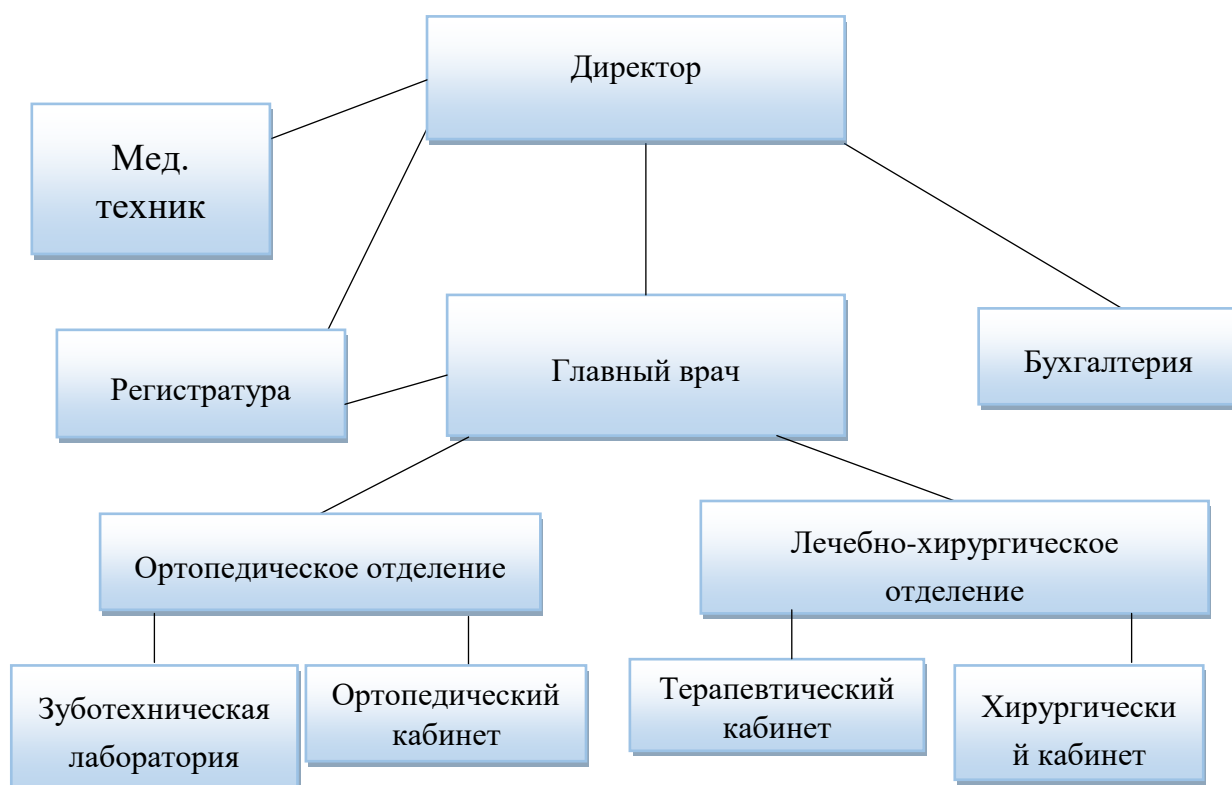 Директор
Мед.
техник
Регистратура
Главный врач
Бухгалтерия
Ортопедическое отделение
Лечебно-хирургическое
отделение
Зуботехническая
лаборатория
Ортопедический
кабинет
Терапевтический
кабинет
Хирургически
й кабинет